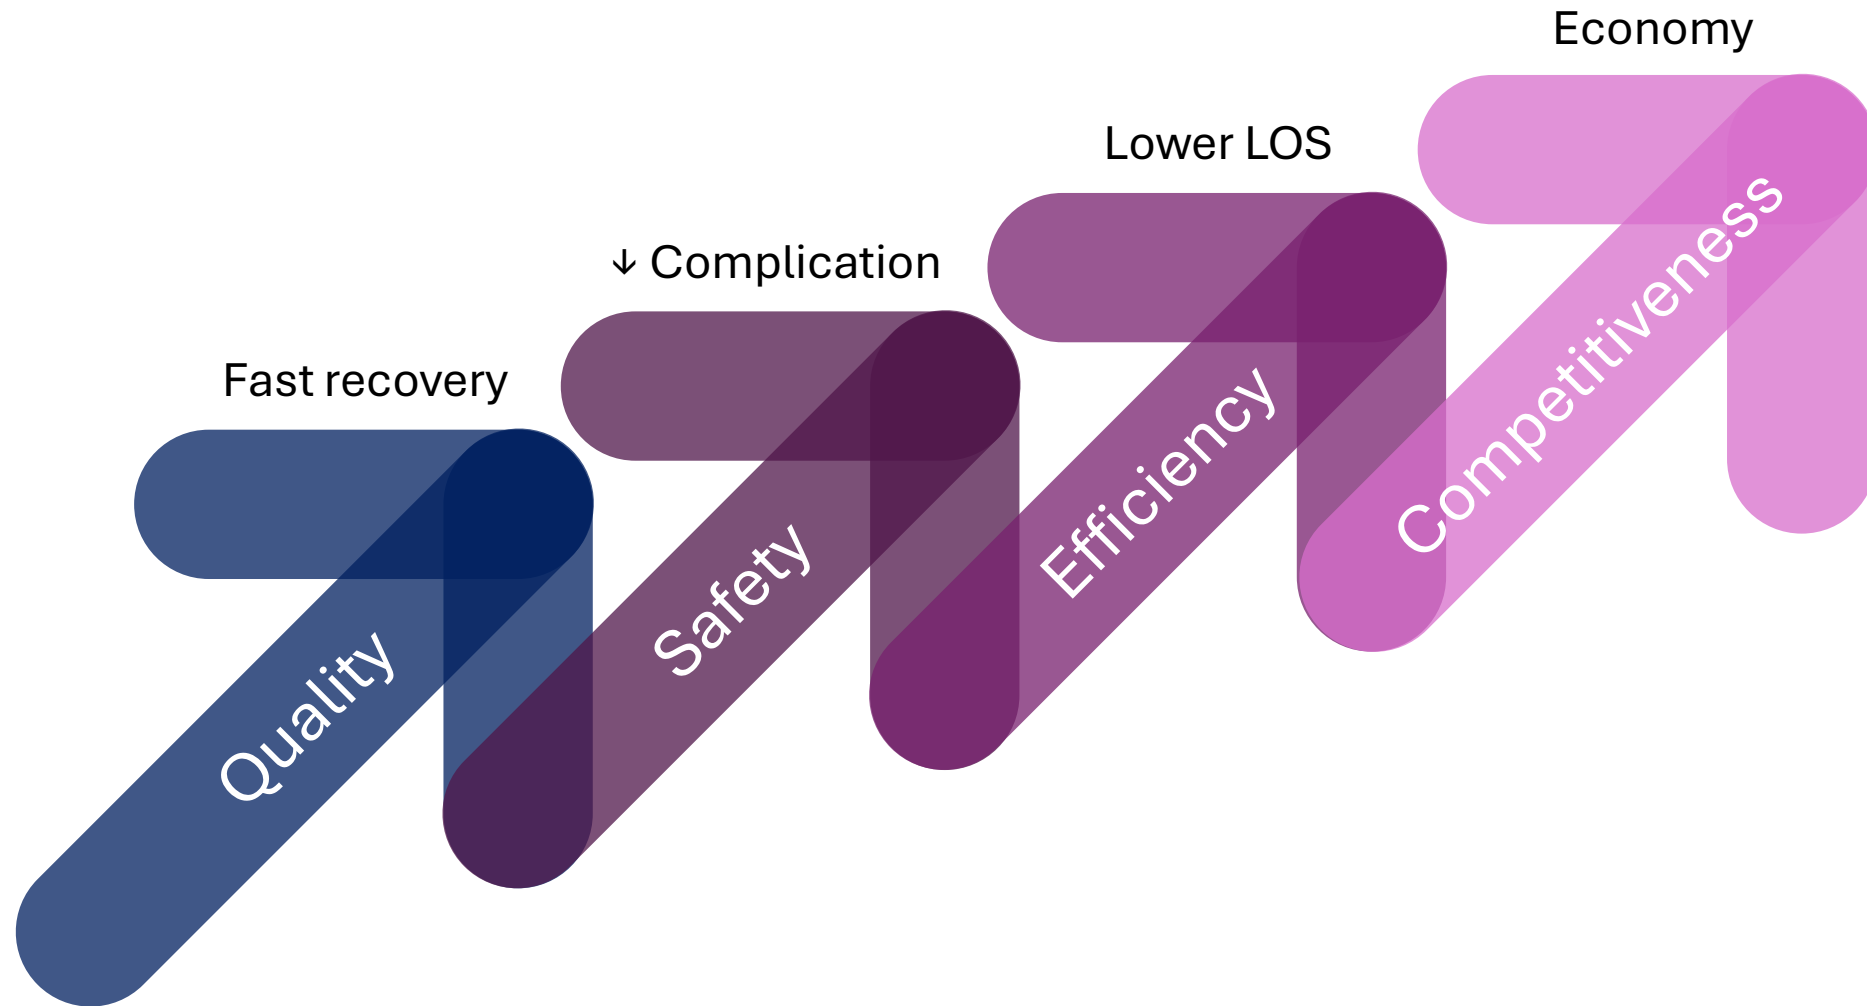 Economy
Lower LOS
↓ Complication
Fast recovery
Quality
Safety
Efficiency
Competitiveness